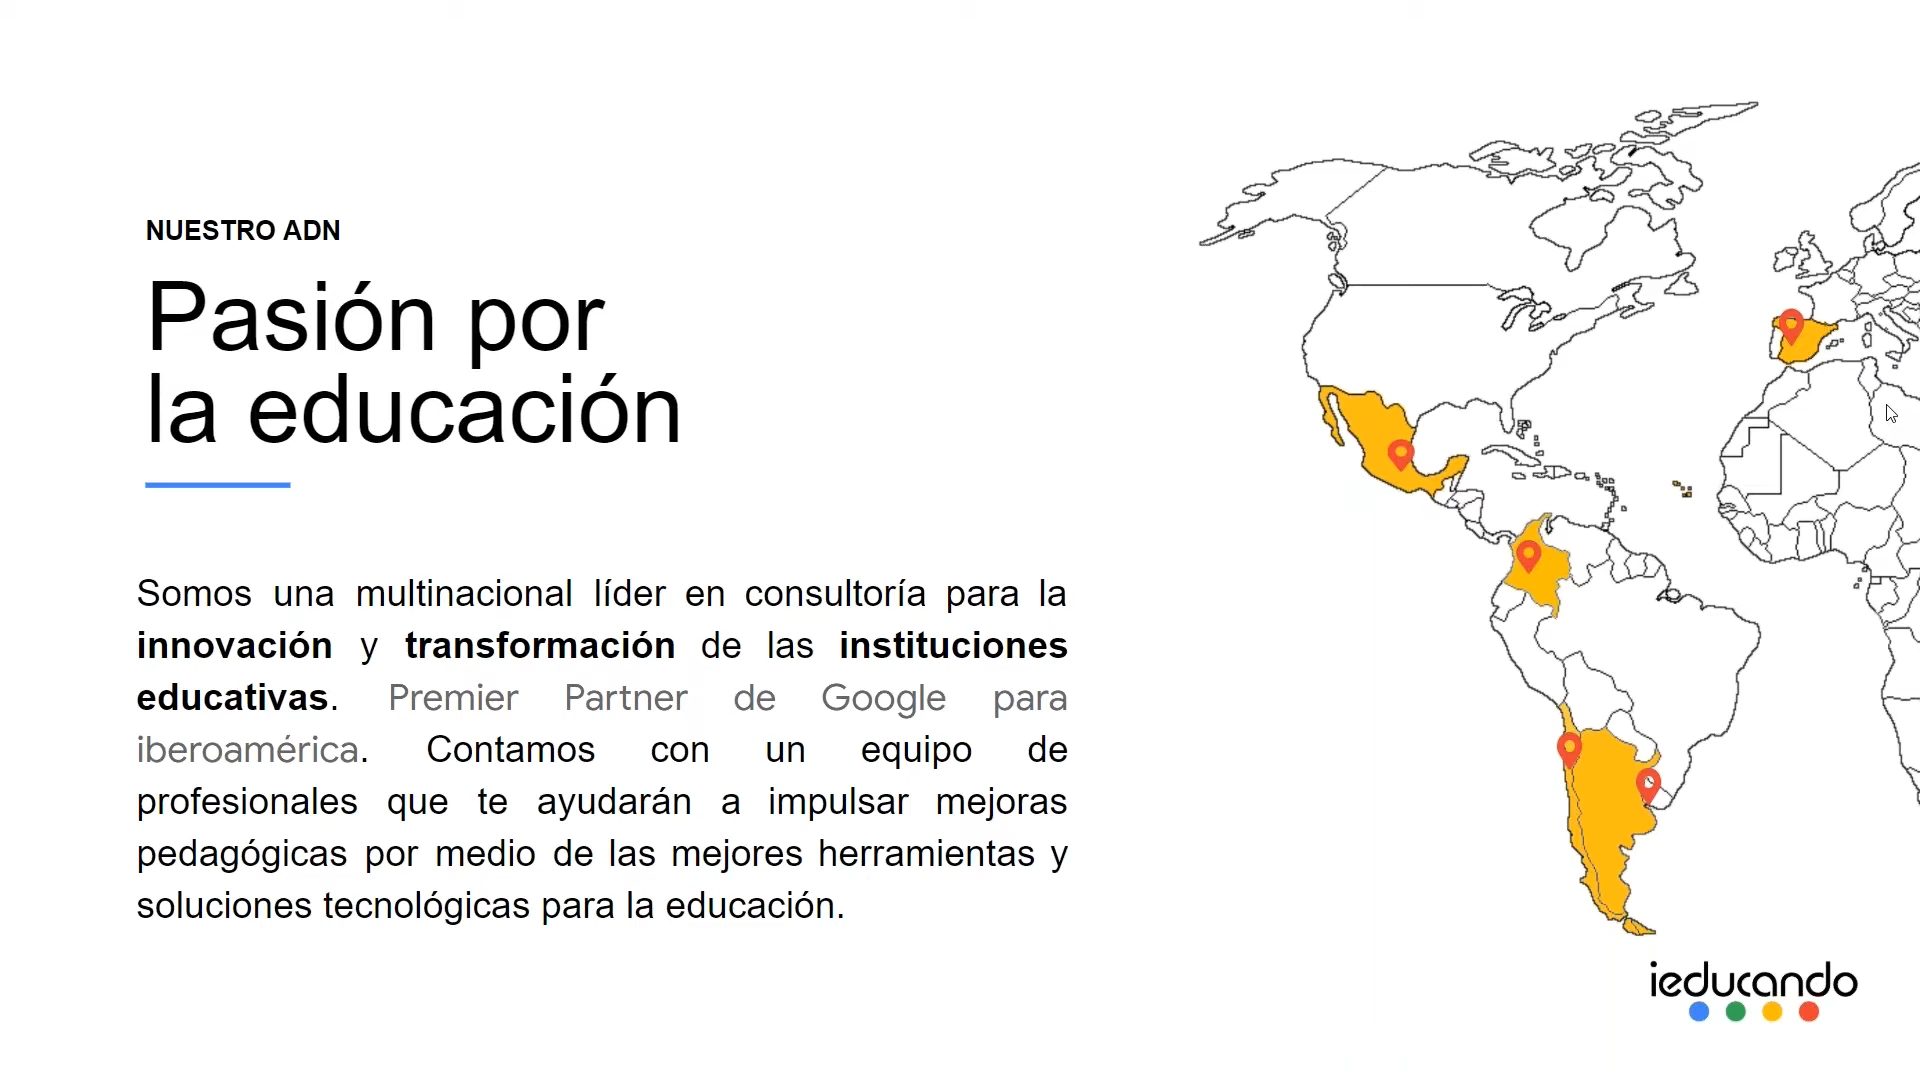 NUESTRO ADN
Pasión por
la educación
Somos una multinacional líder en consultoría para la
innovación y transformación de las instituciones
educativas. Premier Partner de Google para
iberoamérica. Contamos con un equipo de
profesionales que te ayudarán a impulsar mejoras
pedagógicas por medio de las mejores herramientas y
soluciones tecnológicas para la educación.
ieducando